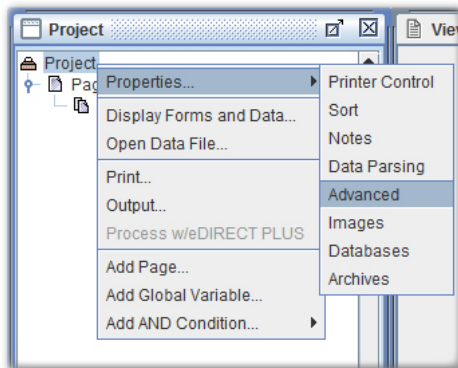 Project
View
Project
Pag
Properties...
Display Forms and Data...
Open Data File...
Print...
Output...
Process w/eDIRECT PLUS
Add Page...
Add Global Variable...
Add AND Condition...
Printer Control
Sort
Notes
Data Parsing
Advanced
Images
Databases
Archives